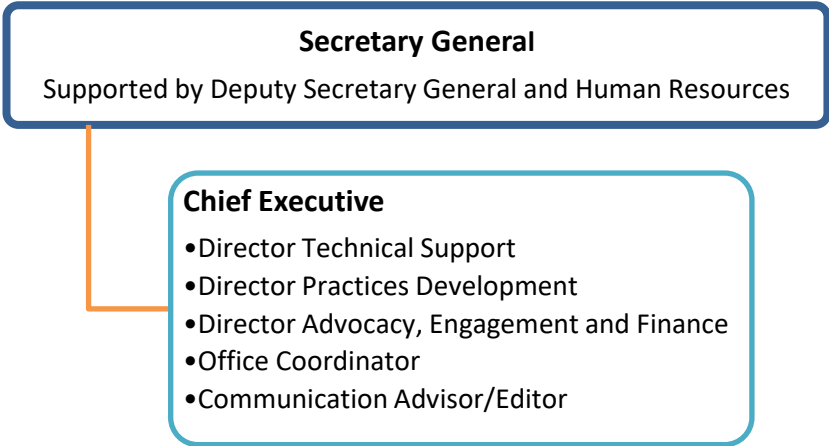 Secretary General
Supported by Deputy Secretary General and Human Resources
Chief Executive
•Director Technical Support
•Director Practices Development
•Director Advocacy, Engagement and Finance
•Office Coordinator
•Communication Advisor/Editor